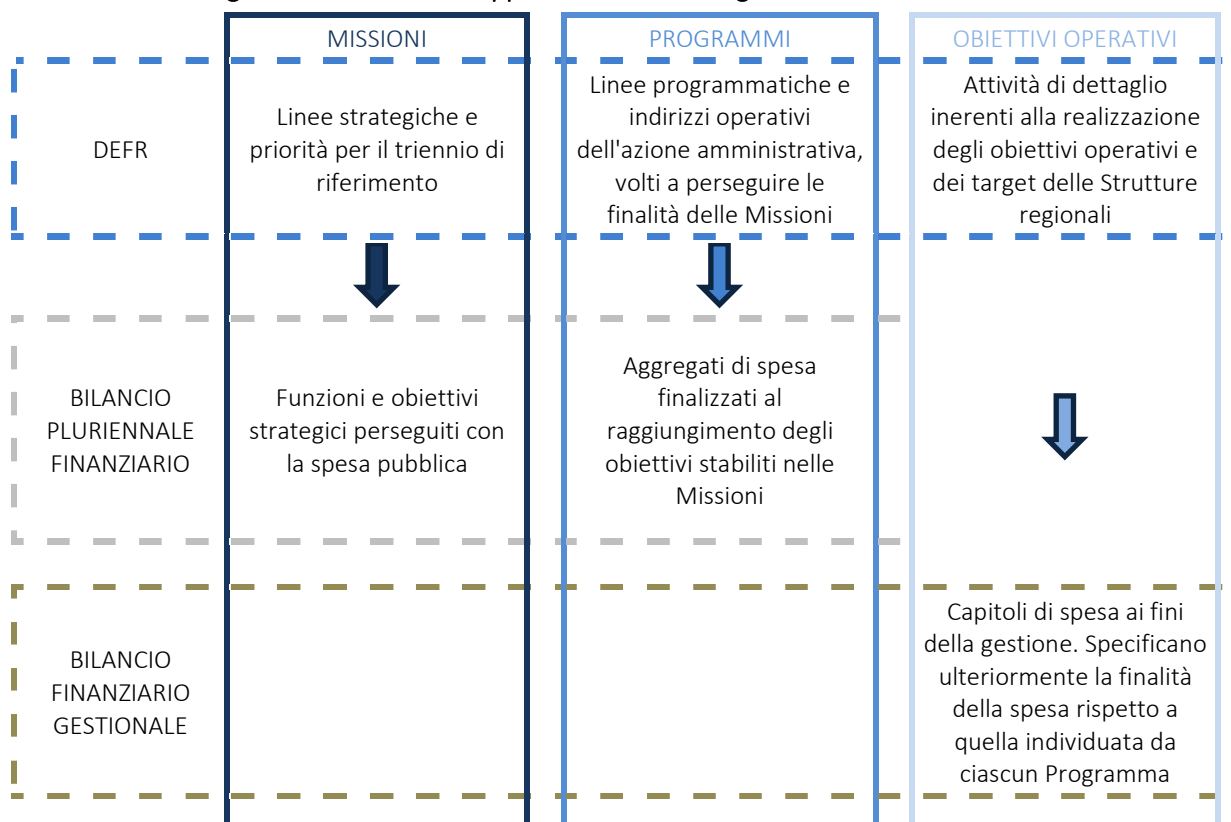 MISSIONI
PROGRAMMI
OBIETTIVI OPERATIVI
DEFR
Linee strategiche e
priorità per il triennio di
riferimento
Linee programmatiche e
indirizzi operativi
dell'azione amministrativa,
volti a perseguire le
finalità delle Missioni
Attività di dettaglio
inerenti alla realizzazione
degli obiettivi operativi e
dei target delle Strutture
regionali
BILANCIO
PLURIENNALE
FINANZIARIO
Funzioni e obiettivi
strategici perseguiti con
la spesa pubblica
Aggregati di spesa
finalizzati al
raggiungimento degli
obiettivi stabiliti nelle
Missioni
BILANCIO
FINANZIARIO
GESTIONALE
Capitoli di spesa ai fini
della gestione. Specificano
ulteriormente la finalità
della spesa rispetto a
quella individuata da
ciascun Programma